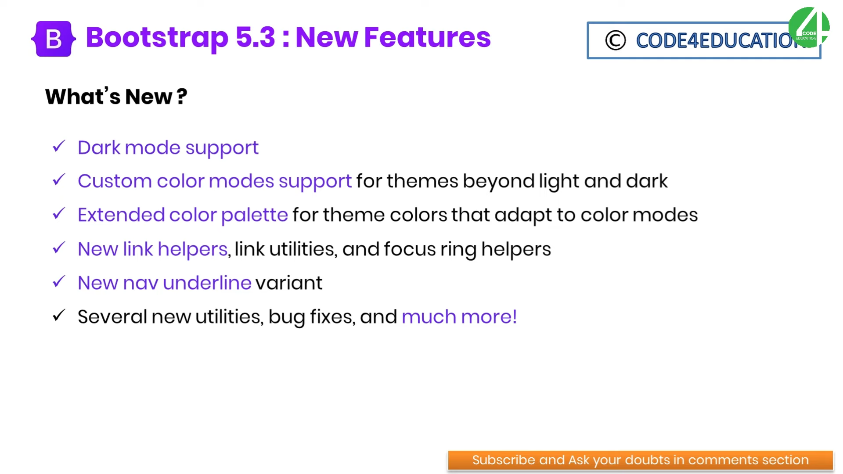 B Bootstrap 5.3 : New Features
© CODE4EDUCATION
4
CODE
What's New ?
✓ Dark mode support
✓ Custom color modes support for themes beyond light and dark
✓ Extended color palette for theme colors that adapt to color modes
✓ New link helpers, link utilities, and focus ring helpers
✓ New nav underline variant
✓ Several new utilities, bug fixes, and much more!
Subscribe and Ask your doubts in comments section